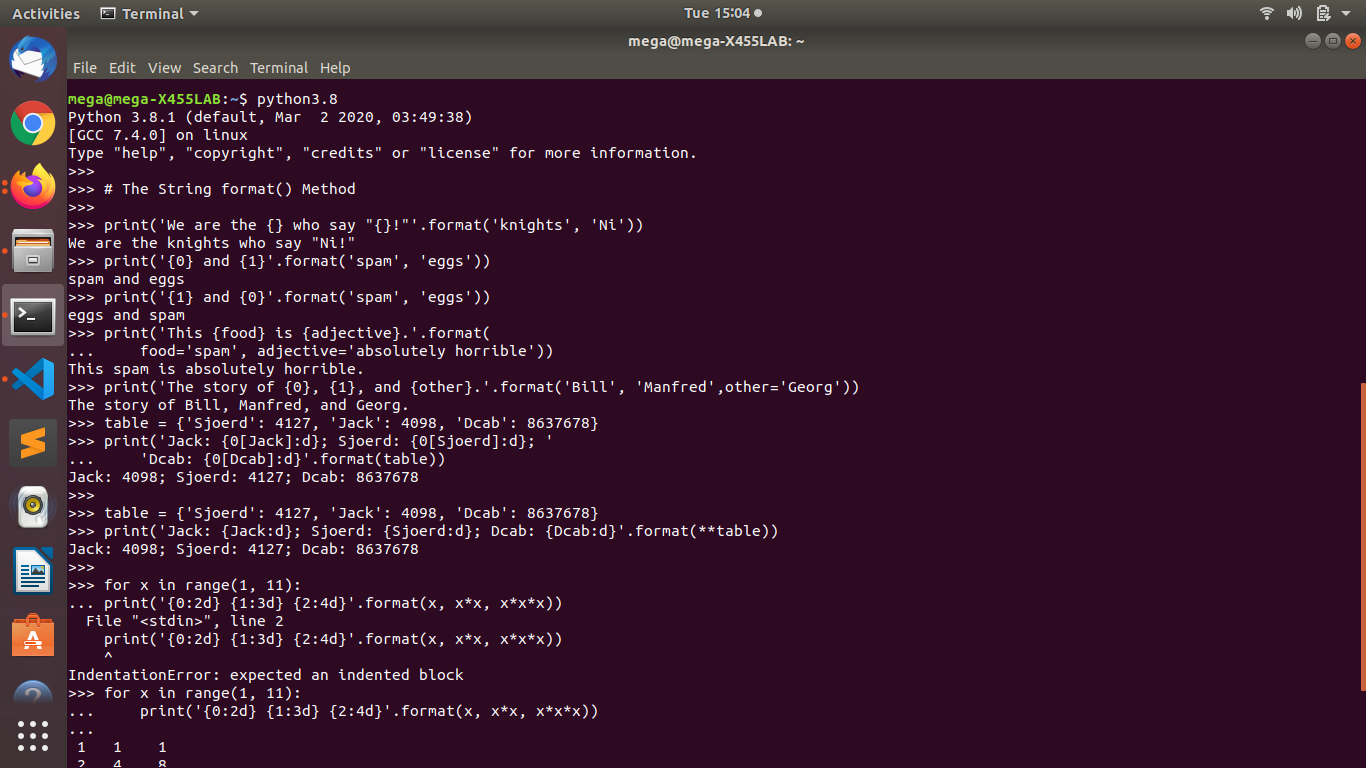 Activities Terminal Tue 15:04
mega@mega-X455LAB: ~
File Edit View Search Terminal Help
mega@mega-X455LAB:~$ python3.8
Python 3.8.1 (default, Mar  2 2020, 03:49:38)
[GCC 7.4.0] on linux
Type "help", "copyright", "credits" or "license" for more information.
>>>
>>> # The String format() Method
>>>
>>> print('We are the {} who say "{}!"'.format('knights', 'Ni'))
We are the knights who say "Ni!"
>>> print('{0} and {1}'.format('spam', 'eggs'))
spam and eggs
>>> print('{1} and {0}'.format('spam', 'eggs'))
eggs and spam
>>> print('This {food} is {adjective}.'.format(
...     food='spam', adjective='absolutely horrible'))
This spam is absolutely horrible.
>>> print('The story of {0}, {1}, and {other}.'.format('Bill', 'Manfred',other='Georg'))
The story of Bill, Manfred, and Georg.
>>> table = {'Sjoerd': 4127, 'Jack': 4098, 'Dcab': 8637678}
>>> print('Jack: {0[Jack]:d}; Sjoerd: {0[Sjoerd]:d}; '
...     'Dcab: {0[Dcab]:d}'.format(table))
Jack: 4098; Sjoerd: 4127; Dcab: 8637678
>>>
>>> table = {'Sjoerd': 4127, 'Jack': 4098, 'Dcab': 8637678}
>>> print('Jack: {Jack:d}; Sjoerd: {Sjoerd:d}; Dcab: {Dcab:d}'.format(**table))
Jack: 4098; Sjoerd: 4127; Dcab: 8637678
>>>
>>> for x in range(1, 11):
... print('{0:2d} {1:3d} {2:4d}'.format(x, x*x, x*x*x))
  File "<stdin>", line 2
    print('{0:2d} {1:3d} {2:4d}'.format(x, x*x, x*x*x))
    ^
IndentationError: expected an indented block
>>> for x in range(1, 11):
...     print('{0:2d} {1:3d} {2:4d}'.format(x, x*x, x*x*x))
...
 1   1    1
 2   4    8